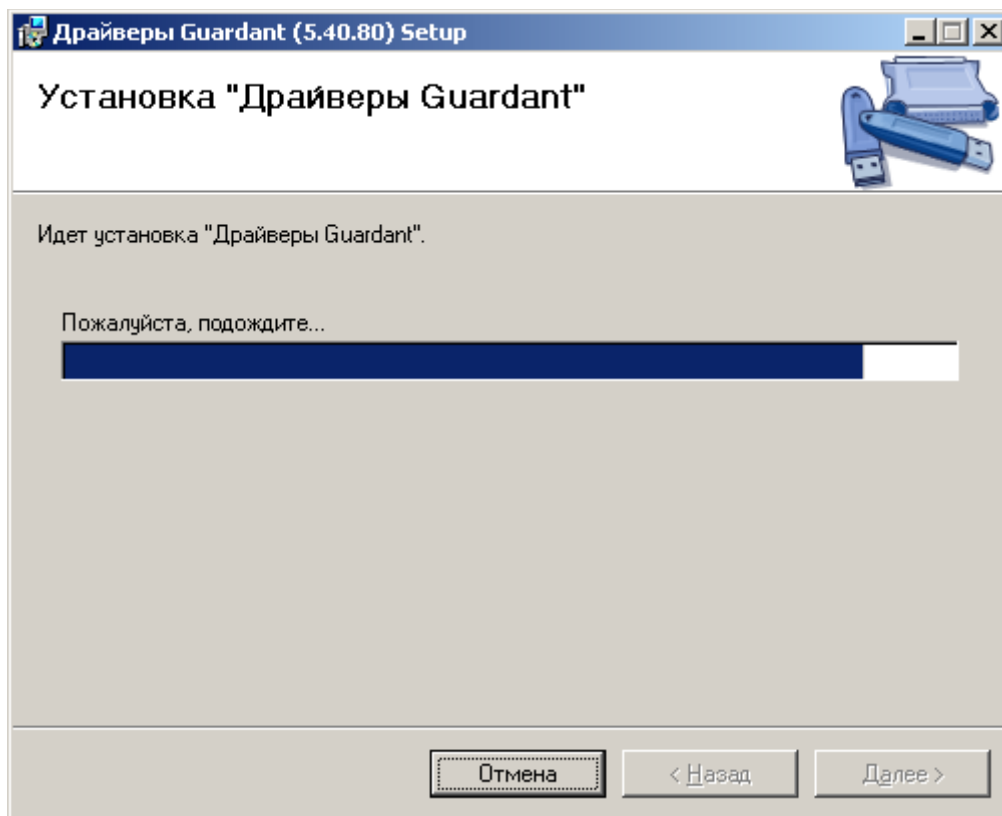 Драйверы Guardant (5.40.80) Setup
Установка "Драйверы Guardant"
Идет установка "Драйверы Guardant".
Пожалуйста, подождите...
Отмена
< Назад
Далее >